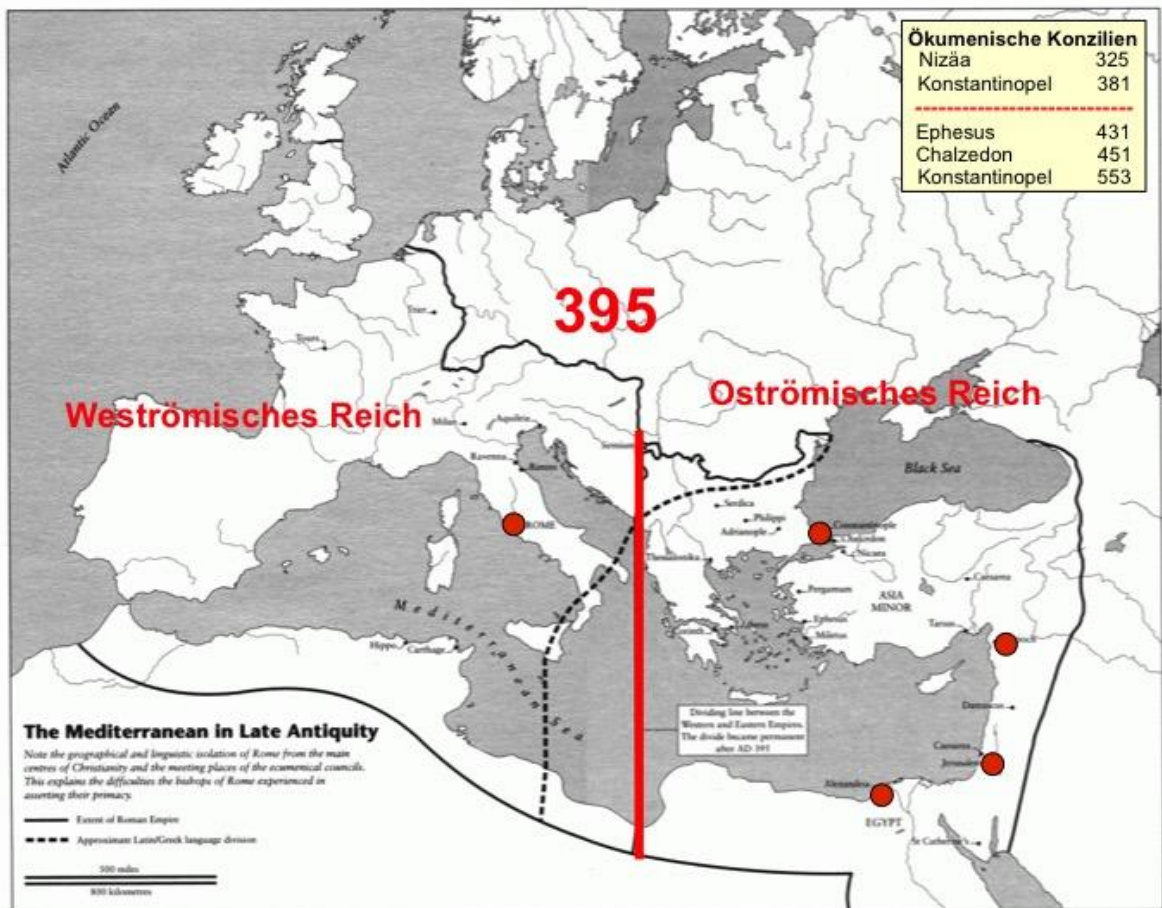 Ökumenische Konzilien
Nizäa 325
Konstantinopel 381
Ephesus 431
Chalzedon 451
Konstantinopel 553
Atlantic Ocean
395
Weströmisches Reich
Oströmisches Reich
Trier
Tours
Milan
Aquileia
Ravenna
Rimini
ROME
Black Sea
Serdica
Philippi
Adrianople
Constantinople
Chalcedon
Nicaea
Thessalonika
Caesarea
Pergamum
ASIA
MINOR
Ephesus
Miletus
Tarsus
Hippo
Carthage
Mediterranean Sea
Damascus
Caesarea
Jerusalem
Alexandria
EGYPT
St Catherine's
Dividing line between the
Western and Eastern Empires.
The divide became permanent
after AD 395
The Mediterranean in Late Antiquity
Note the geographical and linguistic isolation of Rome from the main
centres of Christianity and the meeting places of the ecumenical councils.
This explains the difficulties the bishops of Rome experienced in
asserting their primacy.
Extent of Roman Empire
Approximate Latin/Greek language division
500 miles
800 kilometres